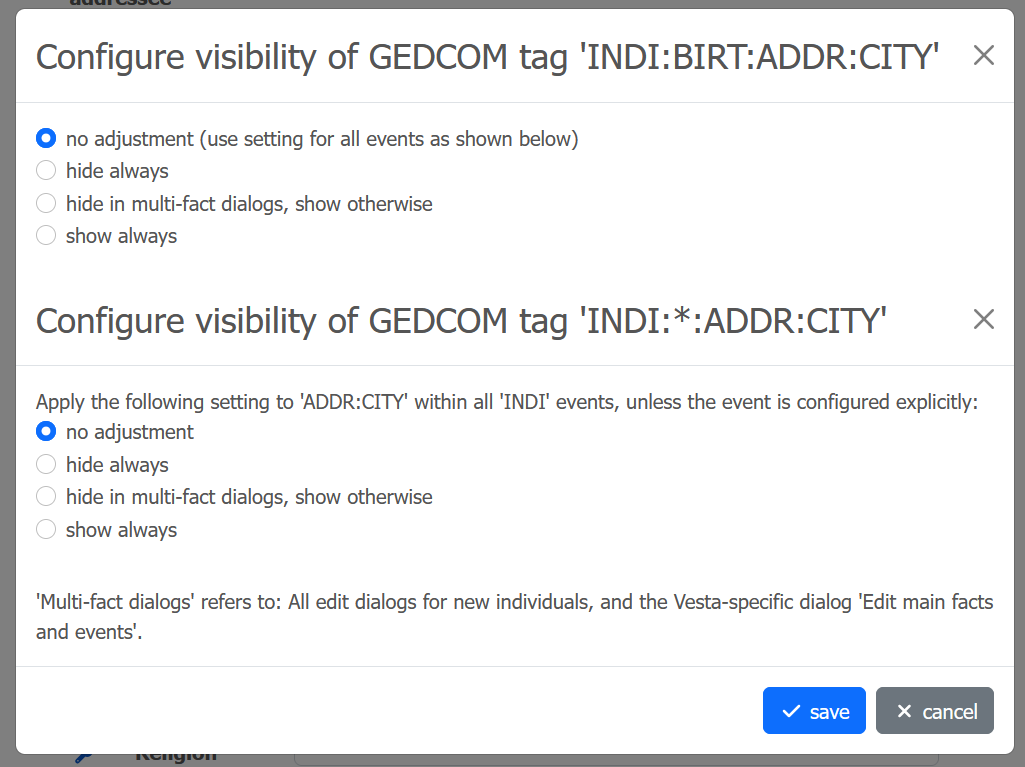 addressee
Configure visibility of GEDCOM tag 'INDI:BIRT:ADDR:CITY'
no adjustment (use setting for all events as shown below)
hide always
hide in multi-fact dialogs, show otherwise
show always
Configure visibility of GEDCOM tag 'INDI:*:ADDR:CITY'
Apply the following setting to 'ADDR:CITY' within all 'INDI' events, unless the event is configured explicitly:
no adjustment
hide always
hide in multi-fact dialogs, show otherwise
show always
'Multi-fact dialogs' refers to: All edit dialogs for new individuals, and the Vesta-specific dialog 'Edit main facts
and events'.
save cancel
Religion